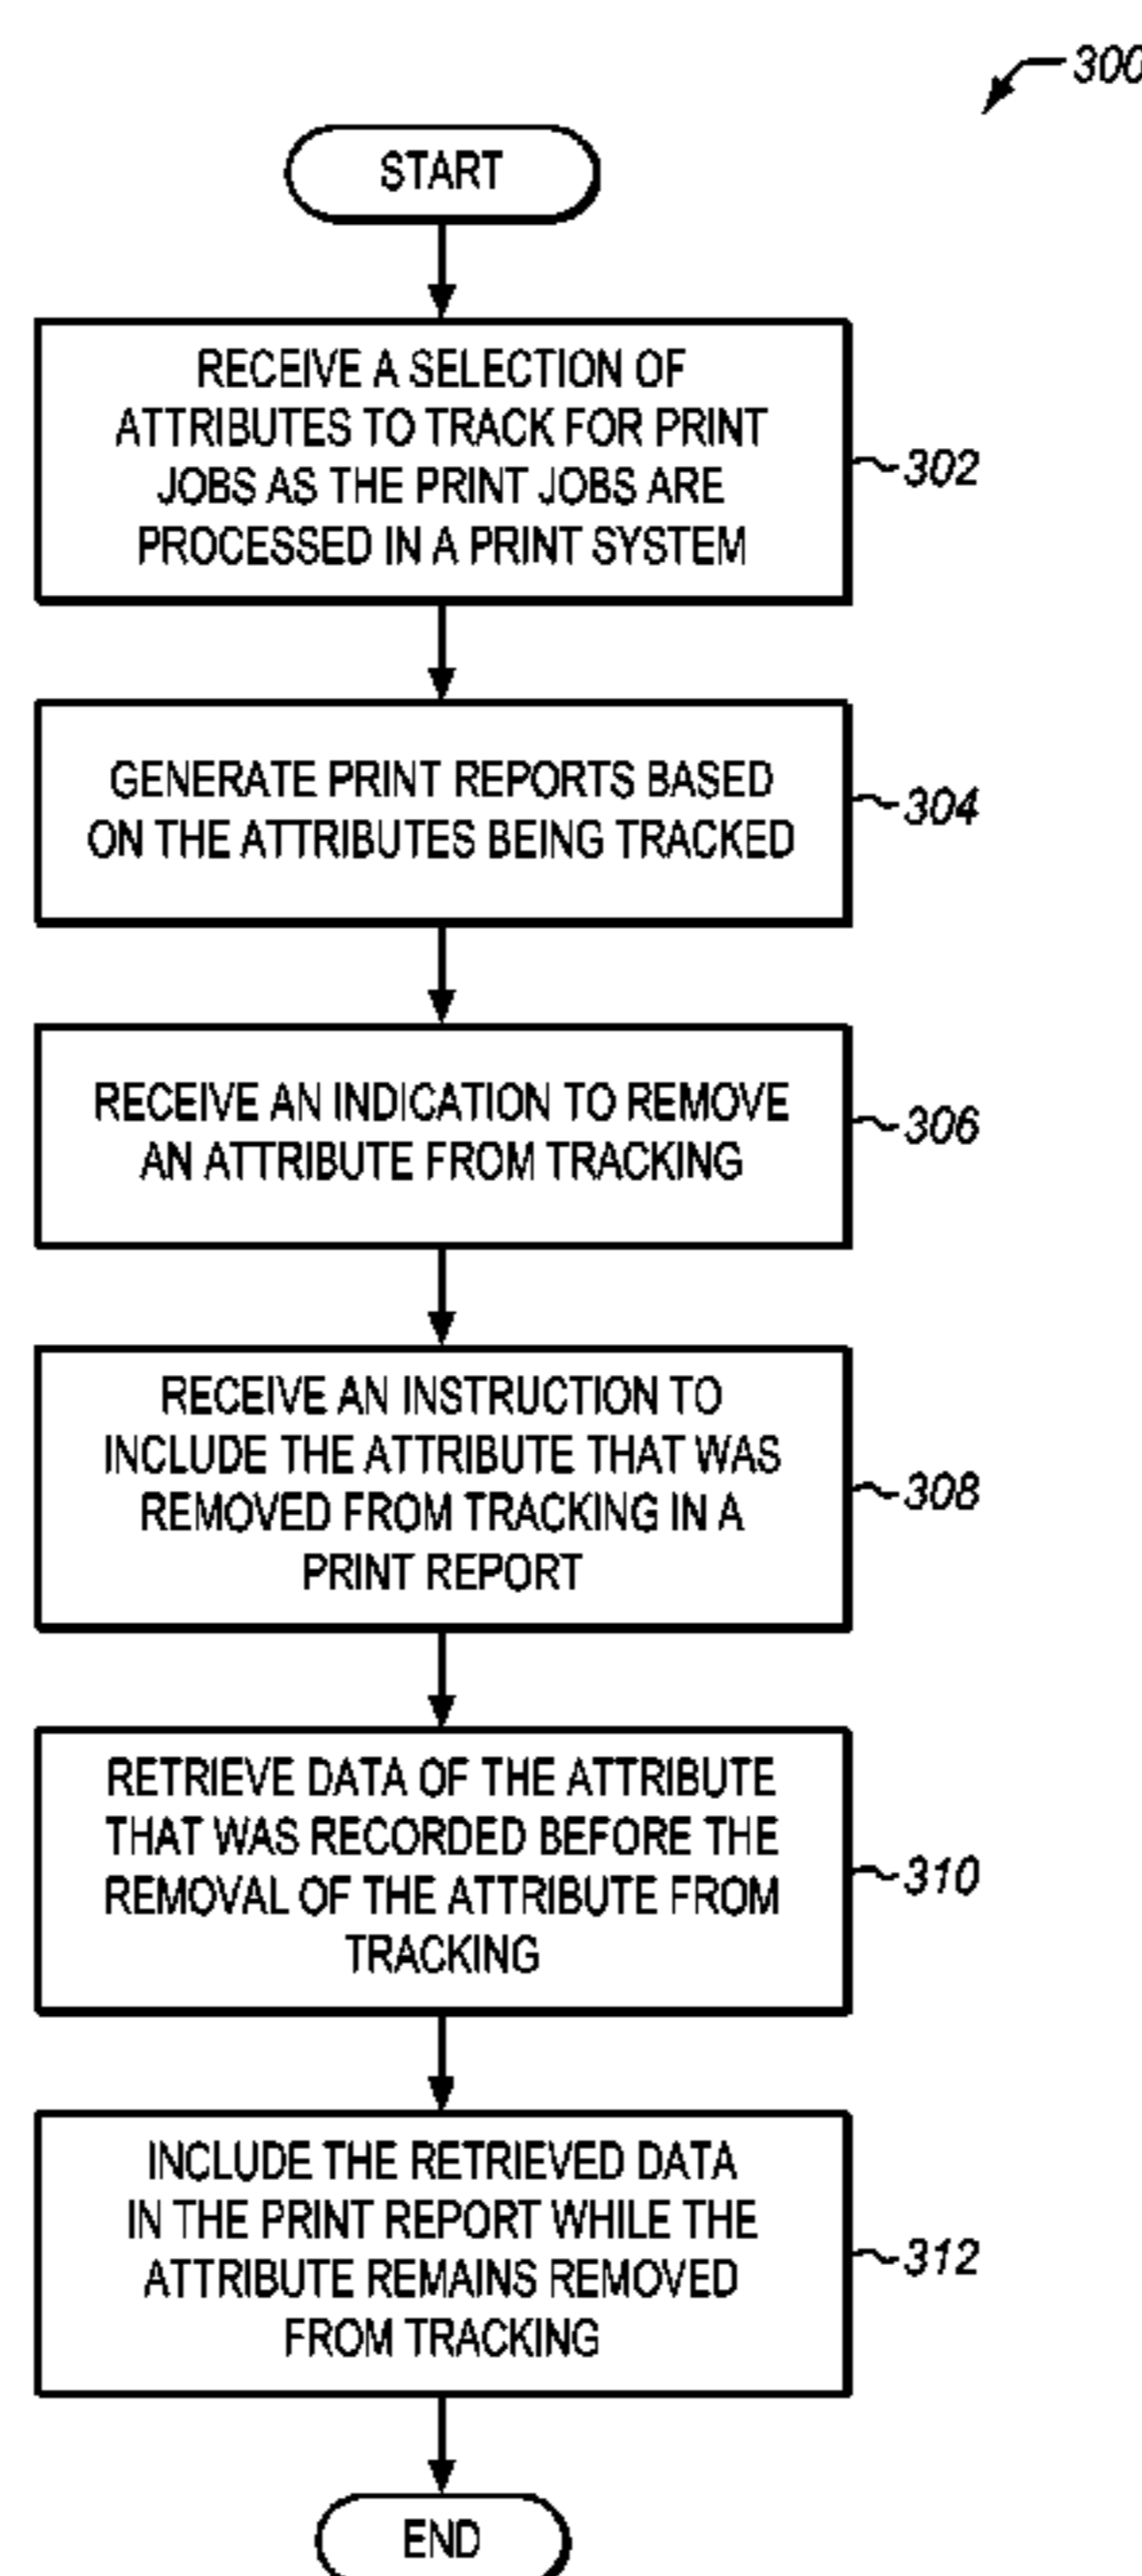 300
START
RECEIVE A SELECTION OF
ATTRIBUTES TO TRACK FOR PRINT
JOBS AS THE PRINT JOBS ARE
PROCESSED IN A PRINT SYSTEM
302
GENERATE PRINT REPORTS BASED
ON THE ATTRIBUTES BEING TRACKED
304
RECEIVE AN INDICATION TO REMOVE
AN ATTRIBUTE FROM TRACKING
306
RECEIVE AN INSTRUCTION TO
INCLUDE THE ATTRIBUTE THAT WAS
REMOVED FROM TRACKING IN A
PRINT REPORT
308
RETRIEVE DATA OF THE ATTRIBUTE
THAT WAS RECORDED BEFORE THE
REMOVAL OF THE ATTRIBUTE FROM
TRACKING
310
INCLUDE THE RETRIEVED DATA
IN THE PRINT REPORT WHILE THE
ATTRIBUTE REMAINS REMOVED
FROM TRACKING
312
END